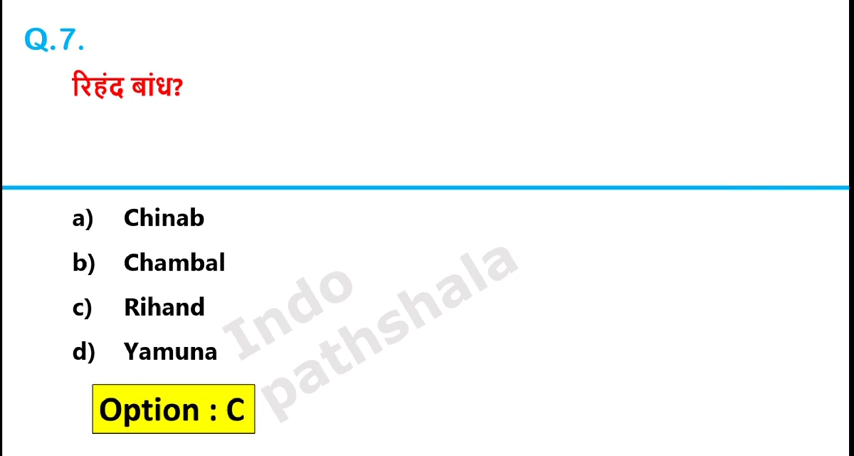 Q.7.
रिहंद बांध?
a) Chinab
b) Chambal
c) Rihand
d) Yamuna
Indo
pathshala
Option : C